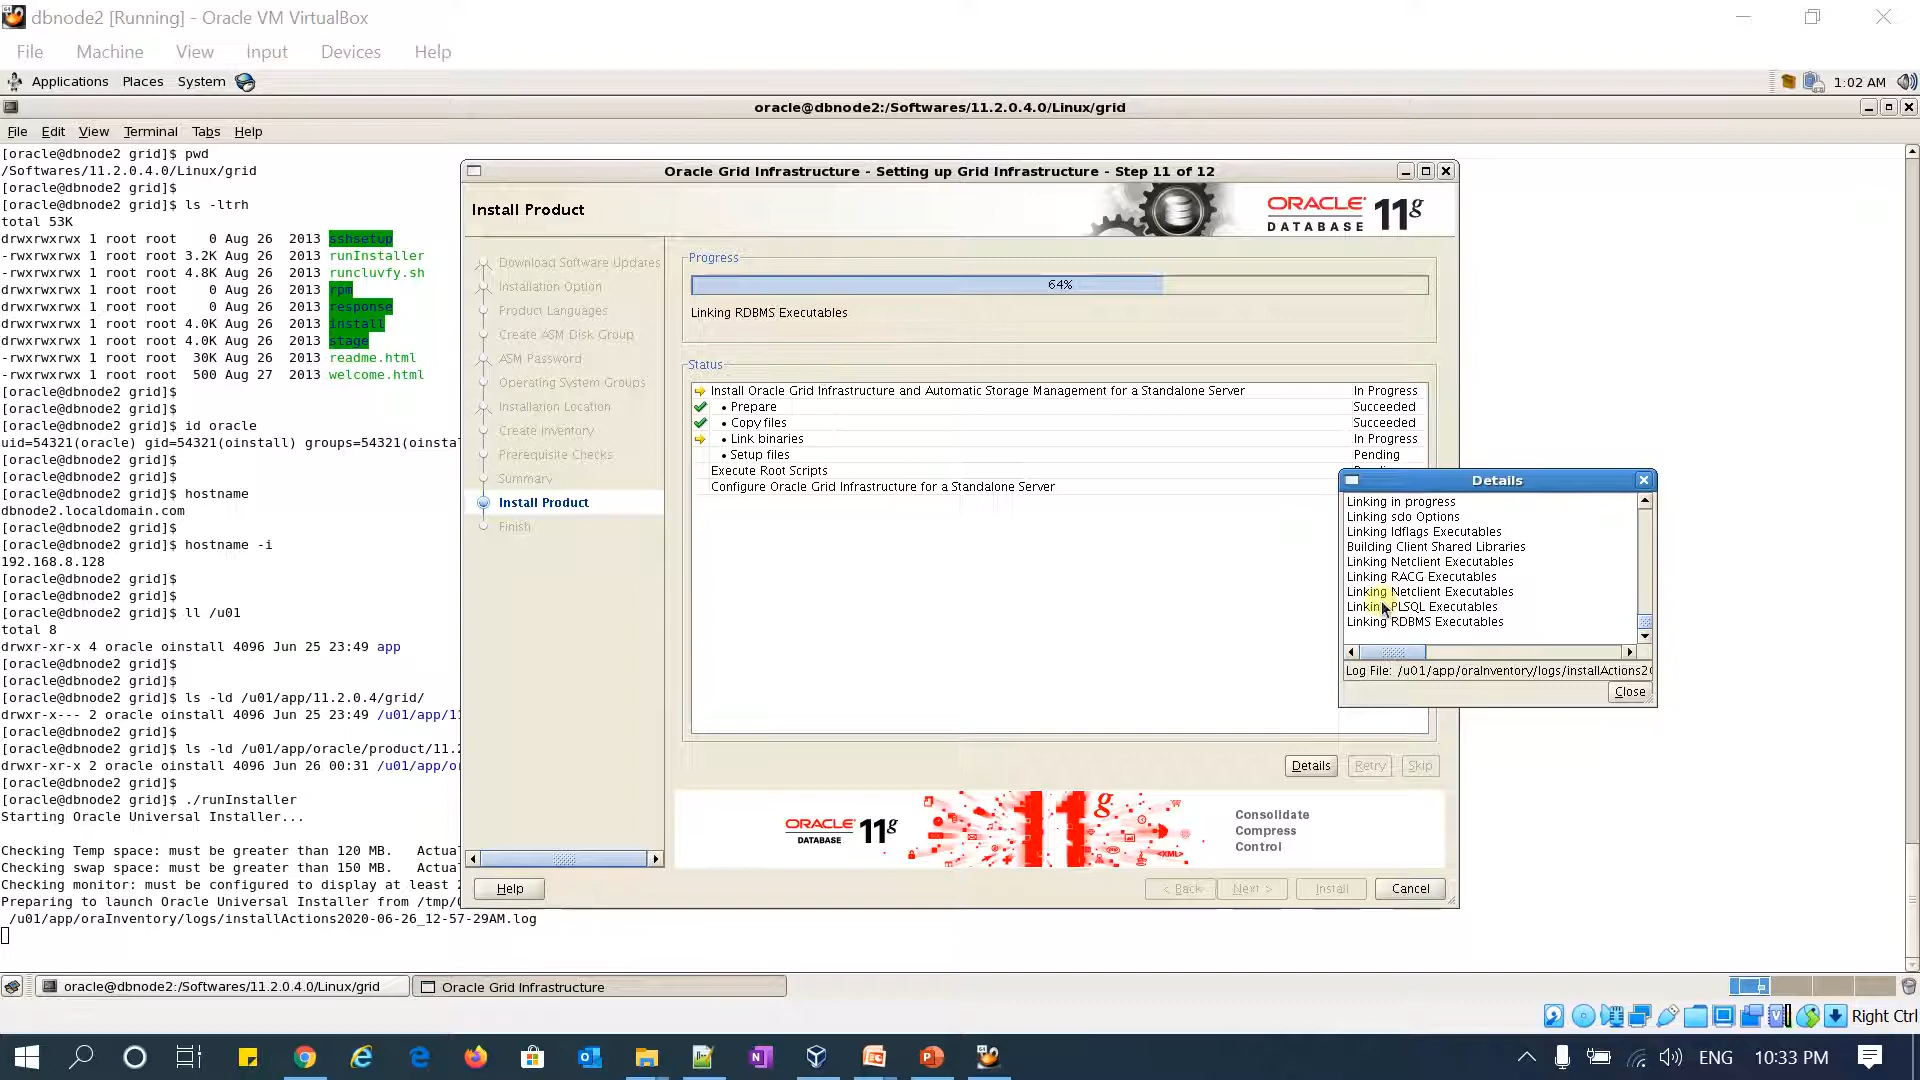 dbnode2 [Running] - Oracle VM VirtualBox
File Machine View Input Devices Help
Applications Places System
1:02 AM
oracle@dbnode2:/Softwares/11.2.0.4.0/Linux/grid
File Edit View Terminal Tabs Help
[oracle@dbnode2 grid]$ pwd
/Softwares/11.2.0.4.0/Linux/grid
[oracle@dbnode2 grid]$
[oracle@dbnode2 grid]$ ls -ltrh
total 53K
drwxrwxrwx 1 root root 0 Aug 26 2013 sshsetup
-rwxrwxrwx 1 root root 3.2K Aug 26 2013 runInstaller
-rwxrwxrwx 1 root root 4.8K Aug 26 2013 runcluvfy.sh
drwxrwxrwx 1 root root 0 Aug 26 2013 rpm
drwxrwxrwx 1 root root 0 Aug 26 2013 response
drwxrwxrwx 1 root root 4.0K Aug 26 2013 install
drwxrwxrwx 1 root root 4.0K Aug 26 2013 stage
-rwxrwxrwx 1 root root 30K Aug 26 2013 readme.html
-rwxrwxrwx 1 root root 500 Aug 27 2013 welcome.html
[oracle@dbnode2 grid]$
[oracle@dbnode2 grid]$
[oracle@dbnode2 grid]$ id oracle
uid=54321(oracle) gid=54321(oinstall) groups=54321(oinsta
[oracle@dbnode2 grid]$
[oracle@dbnode2 grid]$
[oracle@dbnode2 grid]$ hostname
dbnode2.localdomain.com
[oracle@dbnode2 grid]$
[oracle@dbnode2 grid]$ hostname -i
192.168.8.128
[oracle@dbnode2 grid]$
[oracle@dbnode2 grid]$
[oracle@dbnode2 grid]$ ll /u01
total 8
drwxr-xr-x 4 oracle oinstall 4096 Jun 25 23:49 app
[oracle@dbnode2 grid]$
[oracle@dbnode2 grid]$
[oracle@dbnode2 grid]$ ls -ld /u01/app/11.2.0.4/grid/
drwxr-x--- 2 oracle oinstall 4096 Jun 25 23:49 /u01/app/11
[oracle@dbnode2 grid]$
[oracle@dbnode2 grid]$ ls -ld /u01/app/oracle/product/11.2
drwxr-xr-x 2 oracle oinstall 4096 Jun 26 00:31 /u01/app/o
[oracle@dbnode2 grid]$
[oracle@dbnode2 grid]$ ./runInstaller
Starting Oracle Universal Installer...
Checking Temp space: must be greater than 120 MB. Actua
Checking swap space: must be greater than 150 MB. Actua
Checking monitor: must be configured to display at least 2
Preparing to launch Oracle Universal Installer from /tmp/O
/u01/app/oraInventory/logs/installActions2020-06-26_12-57-29AM.log
Oracle Grid Infrastructure - Setting up Grid Infrastructure - Step 11 of 12
Install Product
ORACLE
DATABASE 11g
Download Software Updates
Installation Option
Product Languages
Create ASM Disk Group
ASM Password
Operating System Groups
Installation Location
Create Inventory
Prerequisite Checks
Summary
Install Product
Finish
Progress
64%
Linking RDBMS Executables
Status
Install Oracle Grid Infrastructure and Automatic Storage Management for a Standalone Server In Progress
• Prepare Succeeded
• Copy files Succeeded
• Link binaries In Progress
• Setup files Pending
Execute Root Scripts
Configure Oracle Grid Infrastructure for a Standalone Server
Details
Linking in progress
Linking sdo Options
Linking ldflags Executables
Building Client Shared Libraries
Linking Netclient Executables
Linking RACG Executables
Linking Netclient Executables
Linking PLSQL Executables
Linking RDBMS Executables
Log File: /u01/app/oraInventory/logs/installActions2
Close
Details Retry Skip
ORACLE 11g
DATABASE
11g
<XML>
Consolidate
Compress
Control
Help < Back Next > Install Cancel
oracle@dbnode2:/Softwares/11.2.0.4.0/Linux/grid
Oracle Grid Infrastructure
Right Ctrl
ENG 10:33 PM